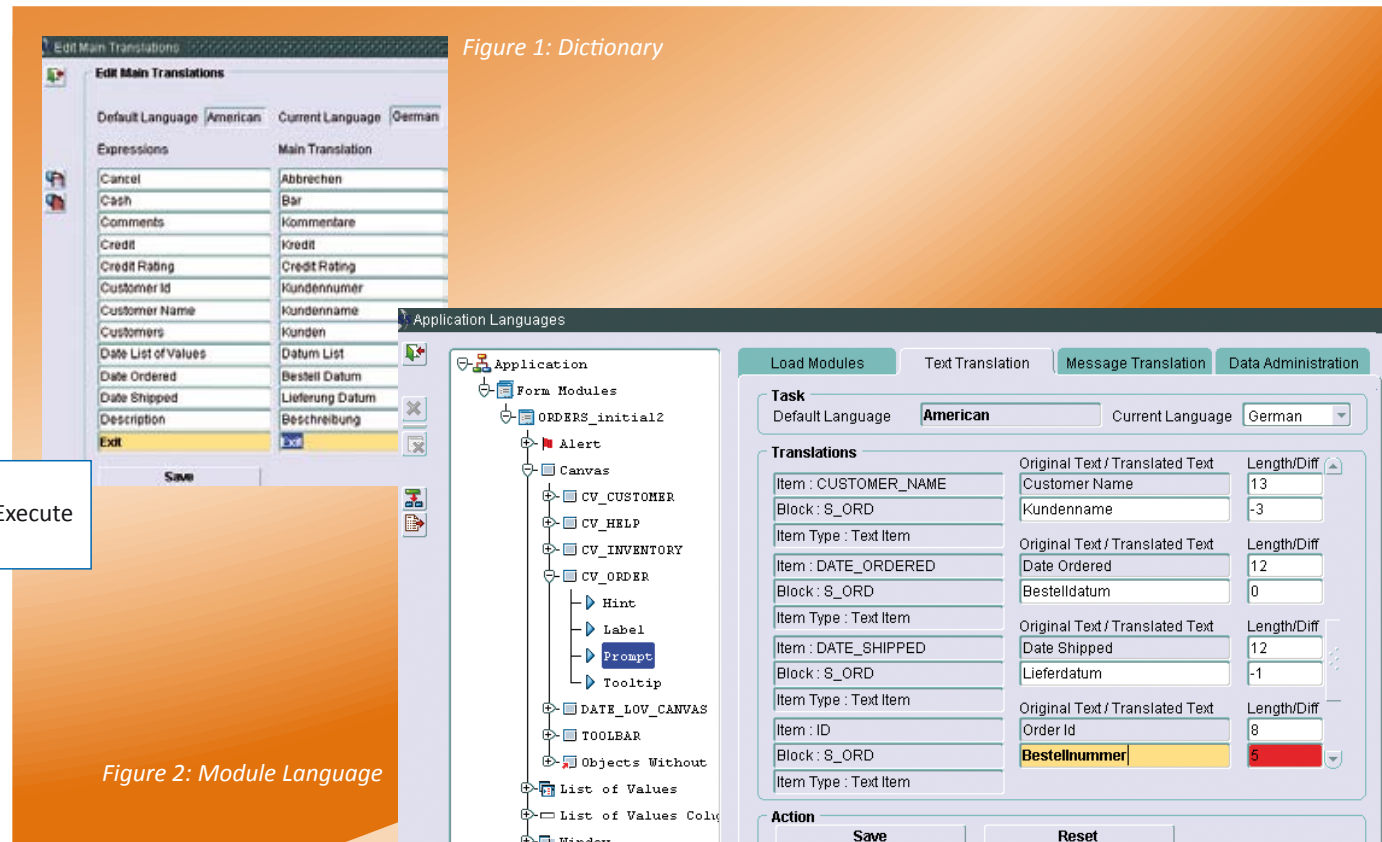 Figure 1: Dictionary
Edit Main Translations
Edit Main Translations
Default Language American Current Language German
Expressions Main Translation
Cancel Abbrechen
Cash Bar
Comments Kommentare
Credit Kredit
Credit Rating Credit Rating
Customer Id Kundennumer
Customer Name Kundenname
Customers Kunden
Date List of Values Datum List
Date Ordered Bestell Datum
Date Shipped Lieferung Datum
Description Beschreibung
Exit Exit
Save
Execute
Figure 2: Module Language
Application Languages
Application
Form Modules
ORDERS_initial2
Alert
Canvas
CV_CUSTOMER
CV_HELP
CV_INVENTORY
CV_ORDER
Hint
Label
Prompt
Tooltip
DATE_LOV_CANVAS
TOOLBAR
Objects Without
List of Values
List of Values
Window
Load Modules Text Translation Message Translation Data Administration
Task
Default Language American Current Language German
Translations
Original Text / Translated Text Length/Diff
Item : CUSTOMER_NAME Customer Name 13
Block : S_ORD Kundenname -3
Item Type : Text Item
Original Text / Translated Text Length/Diff
Item : DATE_ORDERED Date Ordered 12
Block : S_ORD Bestelldatum 0
Item Type : Text Item
Original Text / Translated Text Length/Diff
Item : DATE_SHIPPED Date Shipped 12
Block : S_ORD Lieferdatum -1
Item Type : Text Item
Original Text / Translated Text Length/Diff
Item : ID Order Id 8
Block : S_ORD Bestellnummer 5
Item Type : Text Item
Action
Save Reset